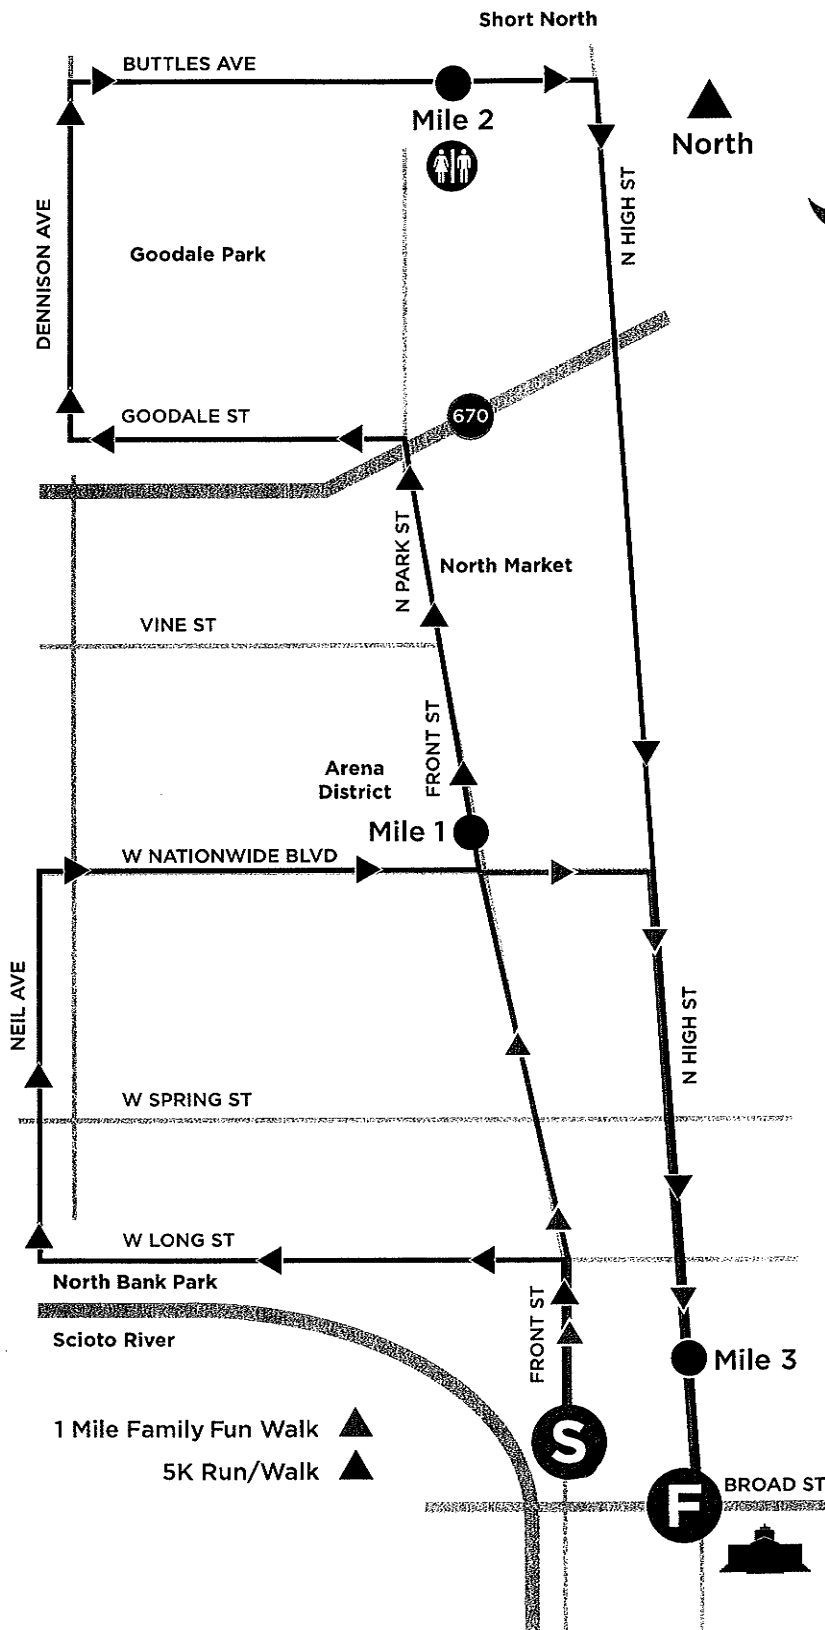 Short North
BUTTLES AVE
Mile 2
North
N HIGH ST
DENNISON AVE
Goodale Park
GOODALE ST
670
N PARK ST
North Market
VINE ST
FRONT ST
Arena
District
Mile 1
W NATIONWIDE BLVD
NEIL AVE
N HIGH ST
W SPRING ST
W LONG ST
North Bank Park
FRONT ST
Scioto River
Mile 3
1 Mile Family Fun Walk
S
5K Run/Walk
F
BROAD ST